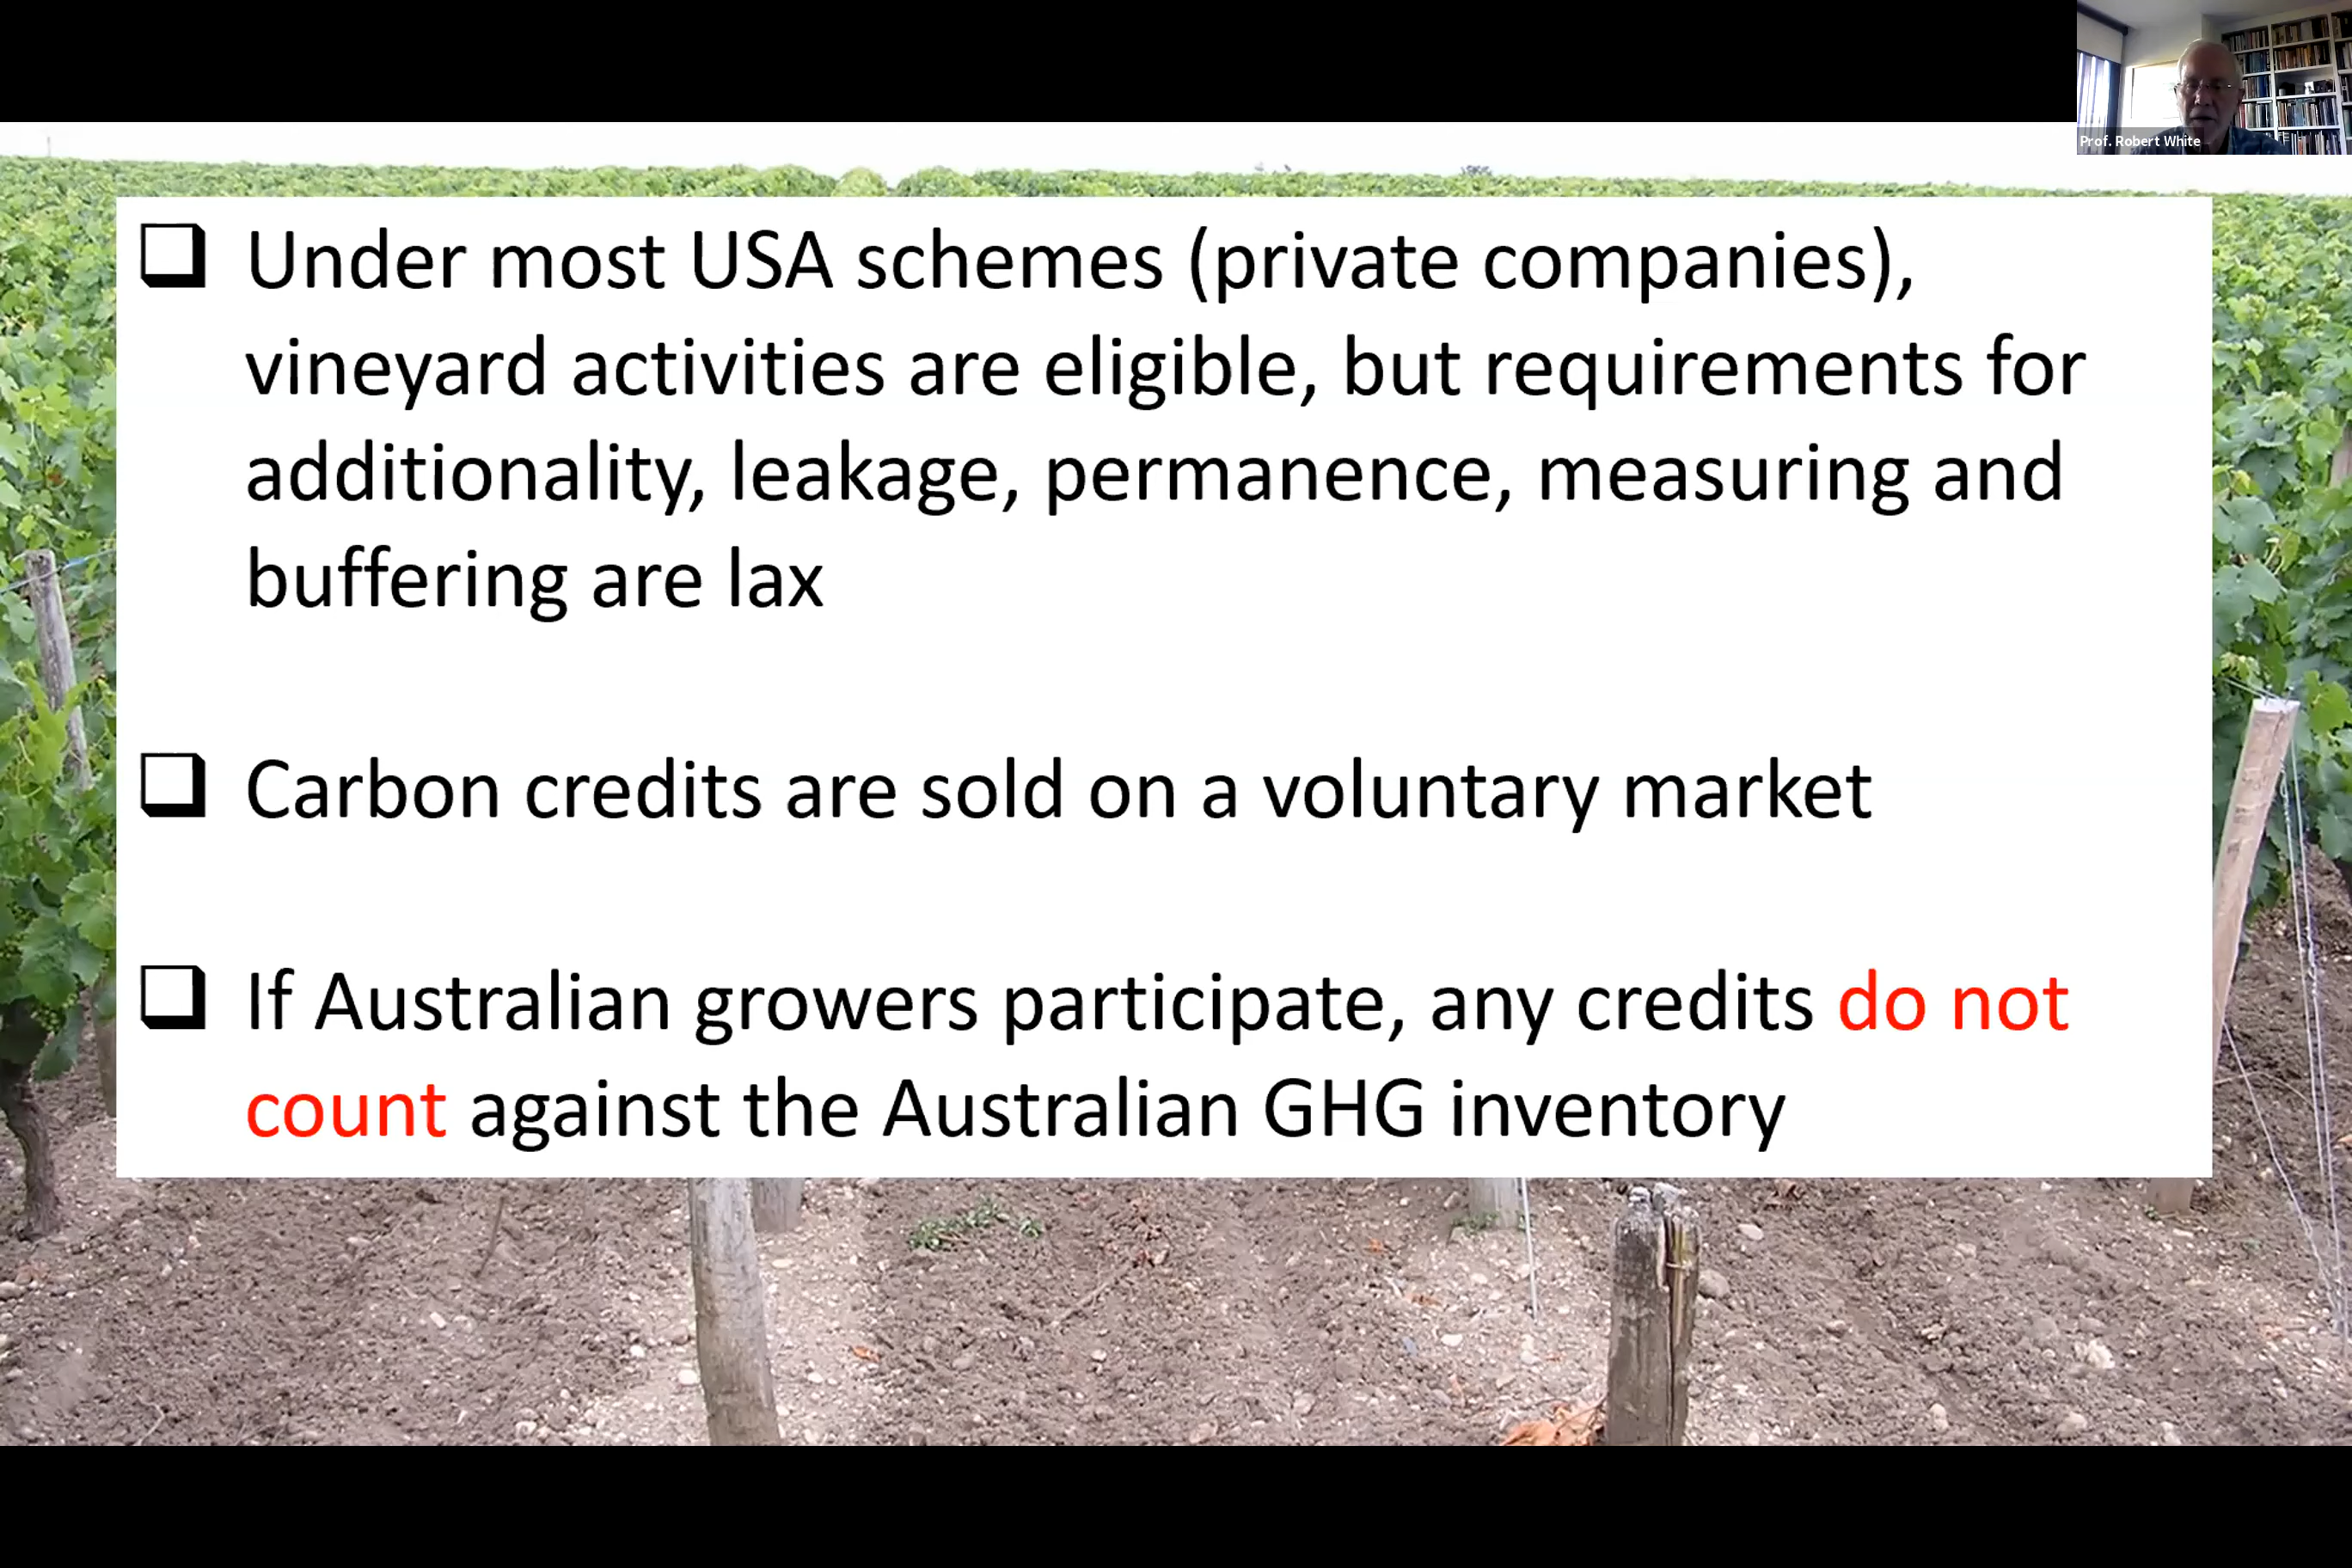 Prof. Robert White
Under most USA schemes (private companies),
vineyard activities are eligible, but requirements for
additionality, leakage, permanence, measuring and
buffering are lax
Carbon credits are sold on a voluntary market
If Australian growers participate, any credits do not
count against the Australian GHG inventory